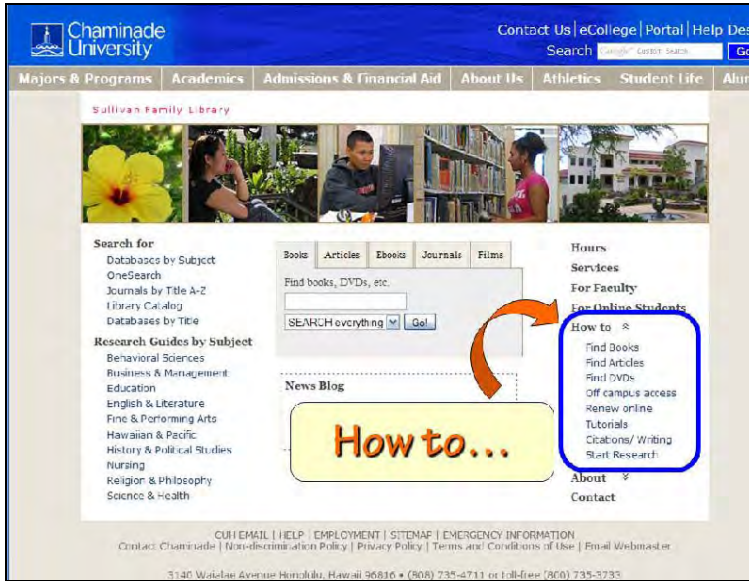 Chaminade
University
Contact Us | eCollege | Portal | Help Des
Search Google™ Custom Search Go
Majors & Programs Academics Admissions & Financial Aid About Us Athletics Student Life Alum
Sullivan Family Library
Search for
Databases by Subject
OneSearch
Journals by Title A-Z
Library Catalog
Databases by Title
Research Guides by Subject
Behavioral Sciences
Business & Management
Education
English & Literature
Fine & Performing Arts
Hawaiian & Pacific
History & Political Studies
Nursing
Religion & Philosophy
Science & Health
Books Articles Ebooks Journals Films
Find books, DVDs, etc.
SEARCH everything Go!
News Blog
How to...
Hours
Services
For Faculty
For Online Students
How to
Find Books
Find Articles
Find DVDs
Off campus access
Renew online
Tutorials
Citations/ Writing
Start Research
About
Contact
CUH EMAIL | HELP | EMPLOYMENT | SITEMAP | EMERGENCY INFORMATION
Contact Chaminade | Non-discrimination Policy | Privacy Policy | Terms and Conditions of Use | Email Webmaster
3140 Waialae Avenue Honolulu, Hawaii 96816 • (808) 735-4711 or toll-free (800) 735-3733